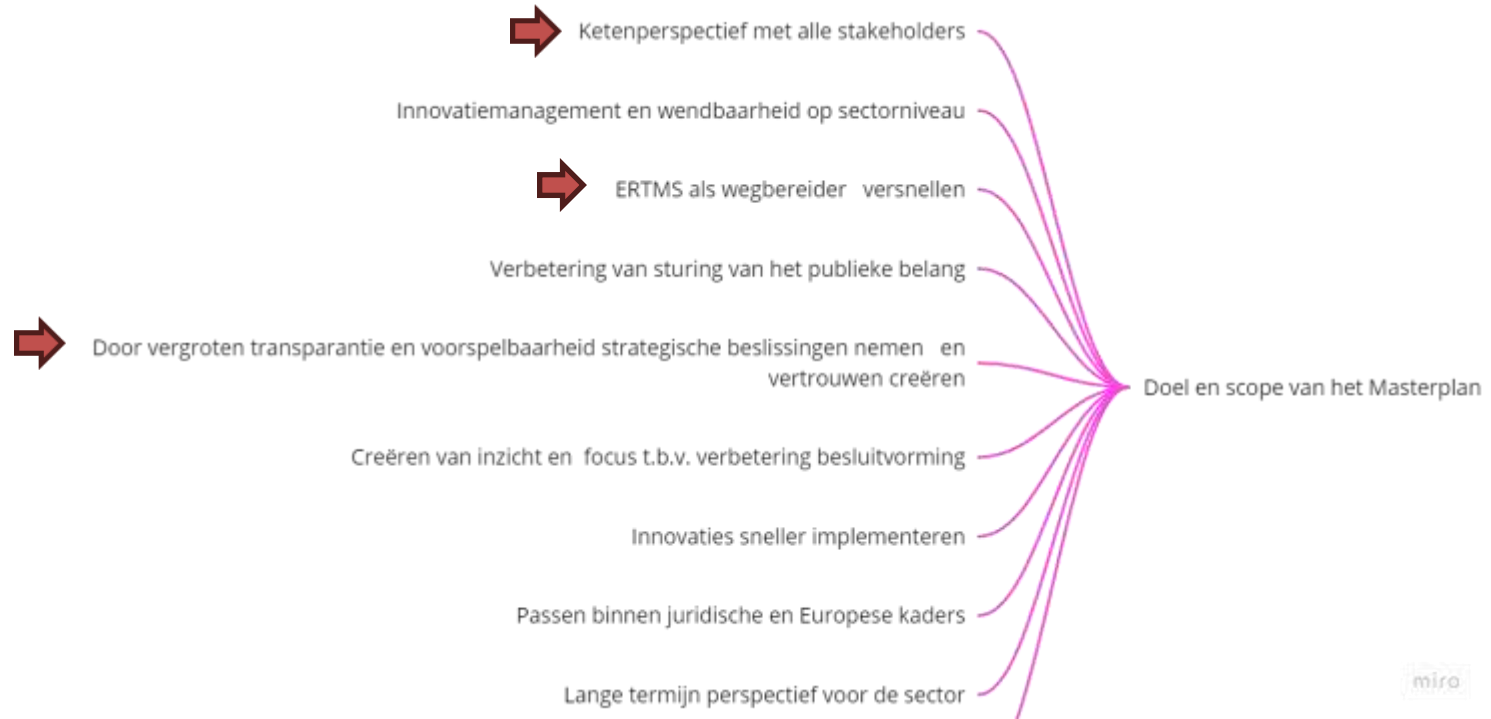 Ketenperspectief met alle stakeholders
Innovatiemanagement en wendbaarheid op sectorniveau
ERTMS als wegbereider versnellen
Verbetering van sturing van het publieke belang
Door vergroten transparantie en voorspelbaarheid strategische beslissingen nemen en
vertrouwen creëren
Doel en scope van het Masterplan
Creëren van inzicht en focus t.b.v. verbetering besluitvorming
Innovaties sneller implementeren
Passen binnen juridische en Europese kaders
Lange termijn perspectief voor de sector
miro